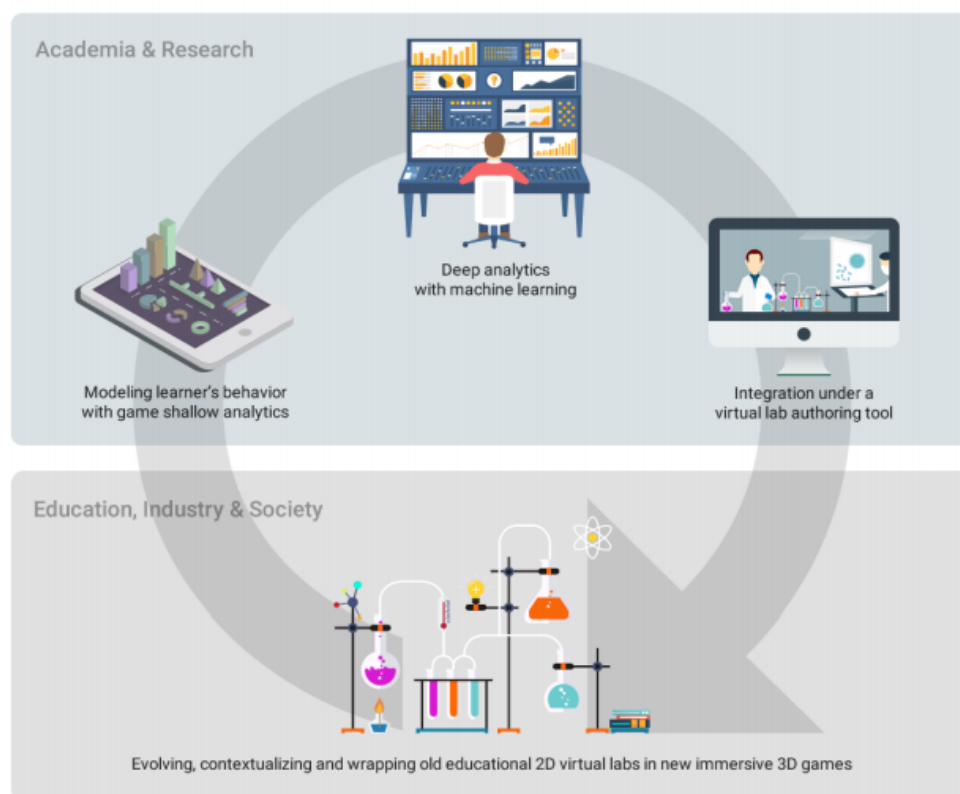 Academia & Research
Deep analytics
with machine learning
Modeling learner's behavior
with game shallow analytics
Integration under a
virtual lab authoring tool
Education, Industry & Society
Evolving, contextualizing and wrapping old educational 2D virtual labs in new immersive 3D games